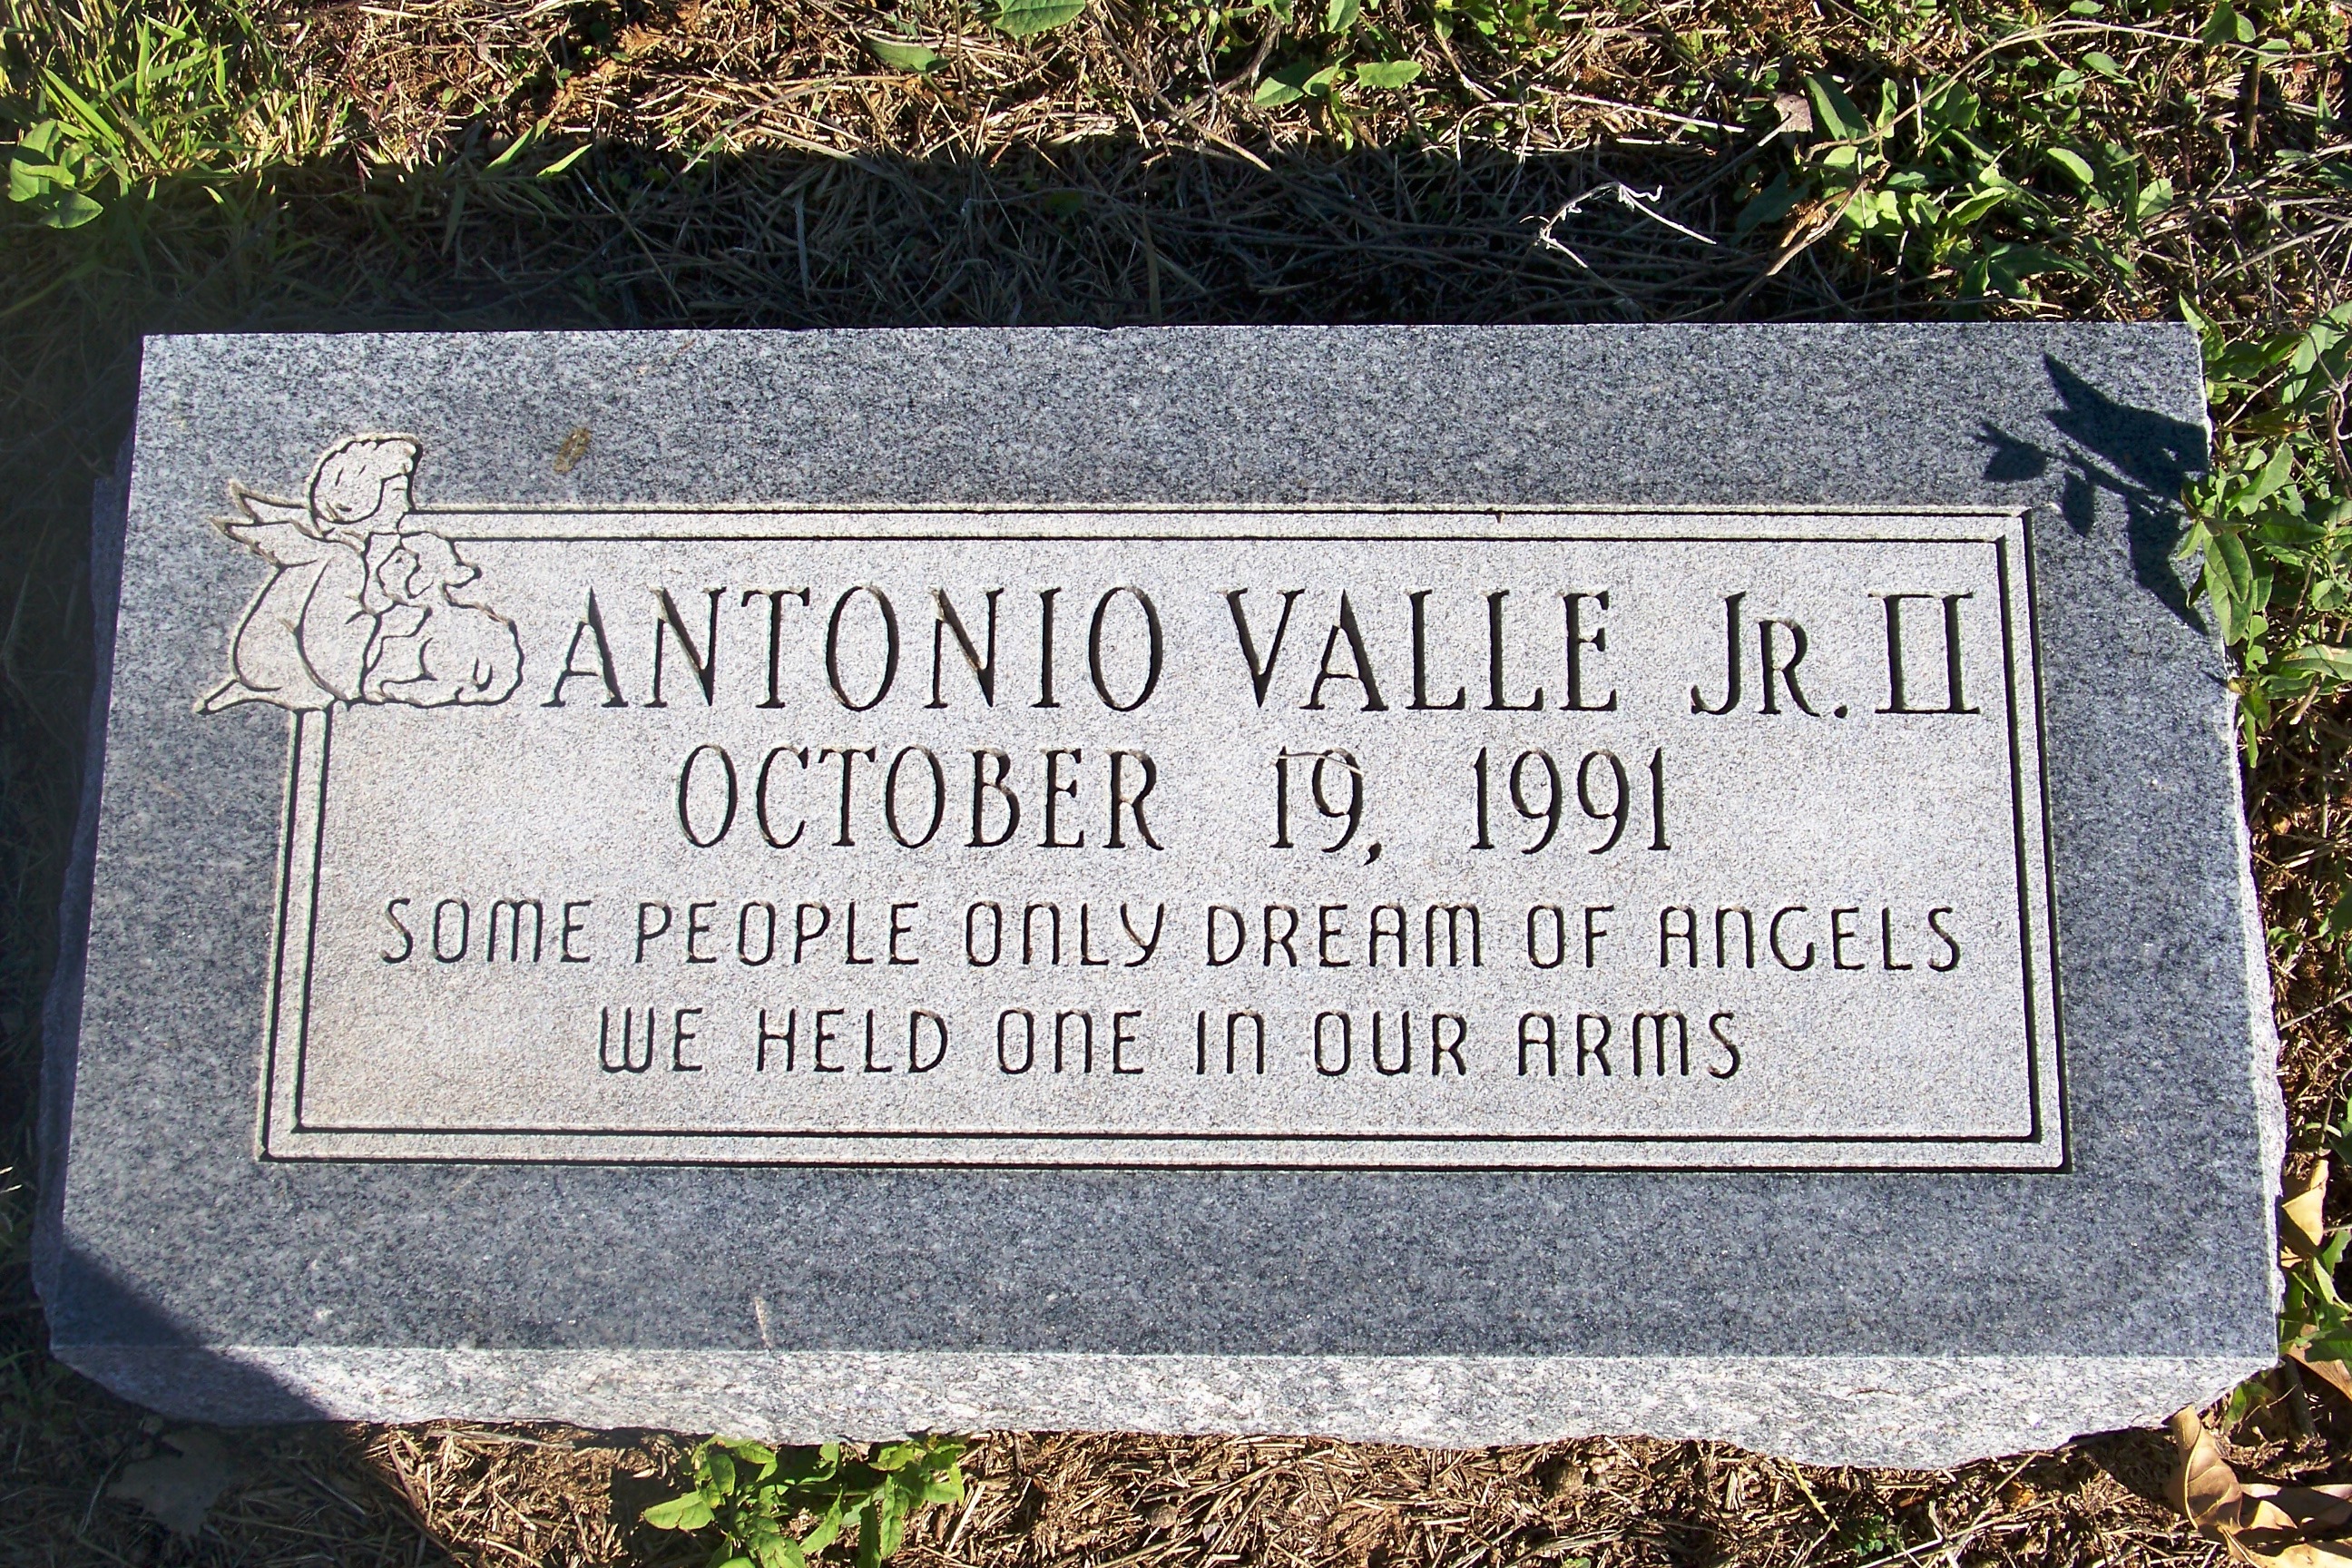 ANTONIO VALLE JR. II
OCTOBER 19, 1991
SOME PEOPLE ONLY DREAM OF ANGELS
WE HELD ONE IN OUR ARMS